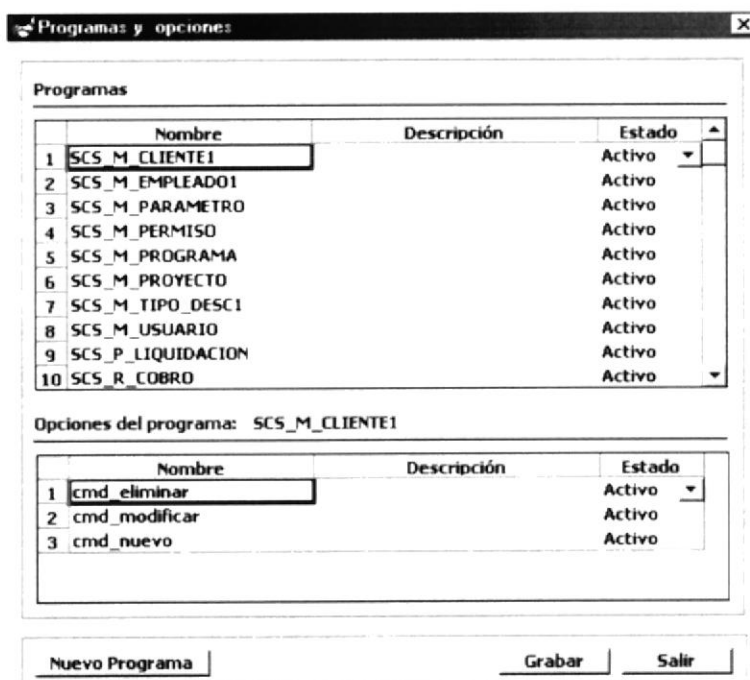 Programas y opciones
Programas
Nombre Descripción Estado
1 SCS_M_CLIENTE1 Activo
2 SCS_M_EMPLEADO1 Activo
3 SCS_M_PARAMETRO Activo
4 SCS_M_PERMISO Activo
5 SCS_M_PROGRAMA Activo
6 SCS_M_PROYECTO Activo
7 SCS_M_TIPO_DESC1 Activo
8 SCS_M_USUARIO Activo
9 SCS_P_LIQUIDACION Activo
10 SCS_R_COBRO Activo
Opciones del programa: SCS_M_CLIENTE1
Nombre Descripción Estado
1 cmd_eliminar Activo
2 cmd_modificar Activo
3 cmd_nuevo Activo
Nuevo Programa Grabar Salir